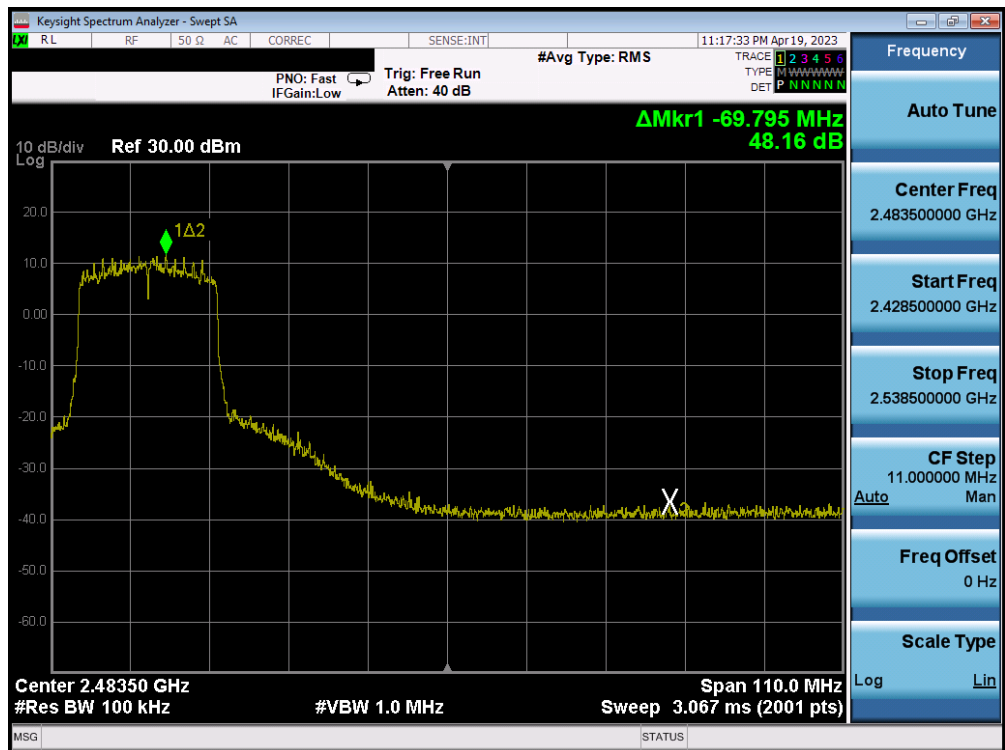 Keysight Spectrum Analyzer - Swept SA
LXI RL RF 50 Ω AC CORREC SENSE:INT 11:17:33 PM Apr 19, 2023
#Avg Type: RMS
TRACE 1 2 3 4 5 6
TYPE M WWWWW
DET P N N N N N
PNO: Fast
IFGain:Low
Trig: Free Run
Atten: 40 dB
ΔMkr1 -69.795 MHz
48.16 dB
10 dB/div Ref 30.00 dBm
Log
20.0
1Δ2
10.0
0.00
-10.0
-20.0
-30.0
X2
-40.0
-50.0
-60.0
Center 2.48350 GHz Span 110.0 MHz
#Res BW 100 kHz #VBW 1.0 MHz Sweep 3.067 ms (2001 pts)
MSG STATUS
Frequency
Auto Tune
Center Freq
2.483500000 GHz
Start Freq
2.428500000 GHz
Stop Freq
2.538500000 GHz
CF Step
11.000000 MHz
Auto Man
Freq Offset
0 Hz
Scale Type
Log Lin